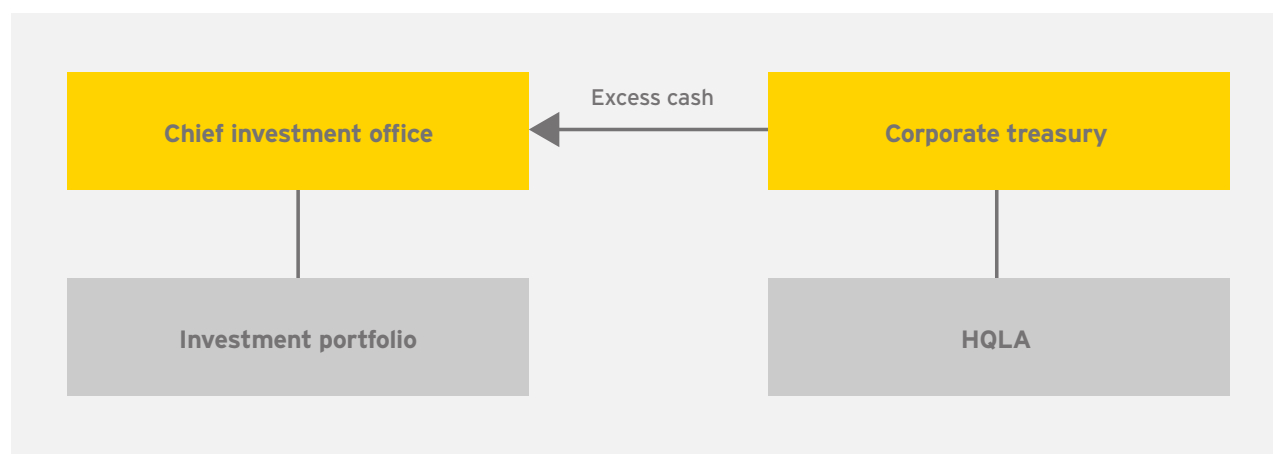 Excess cash
Chief investment office
Corporate treasury
Investment portfolio
HQLA